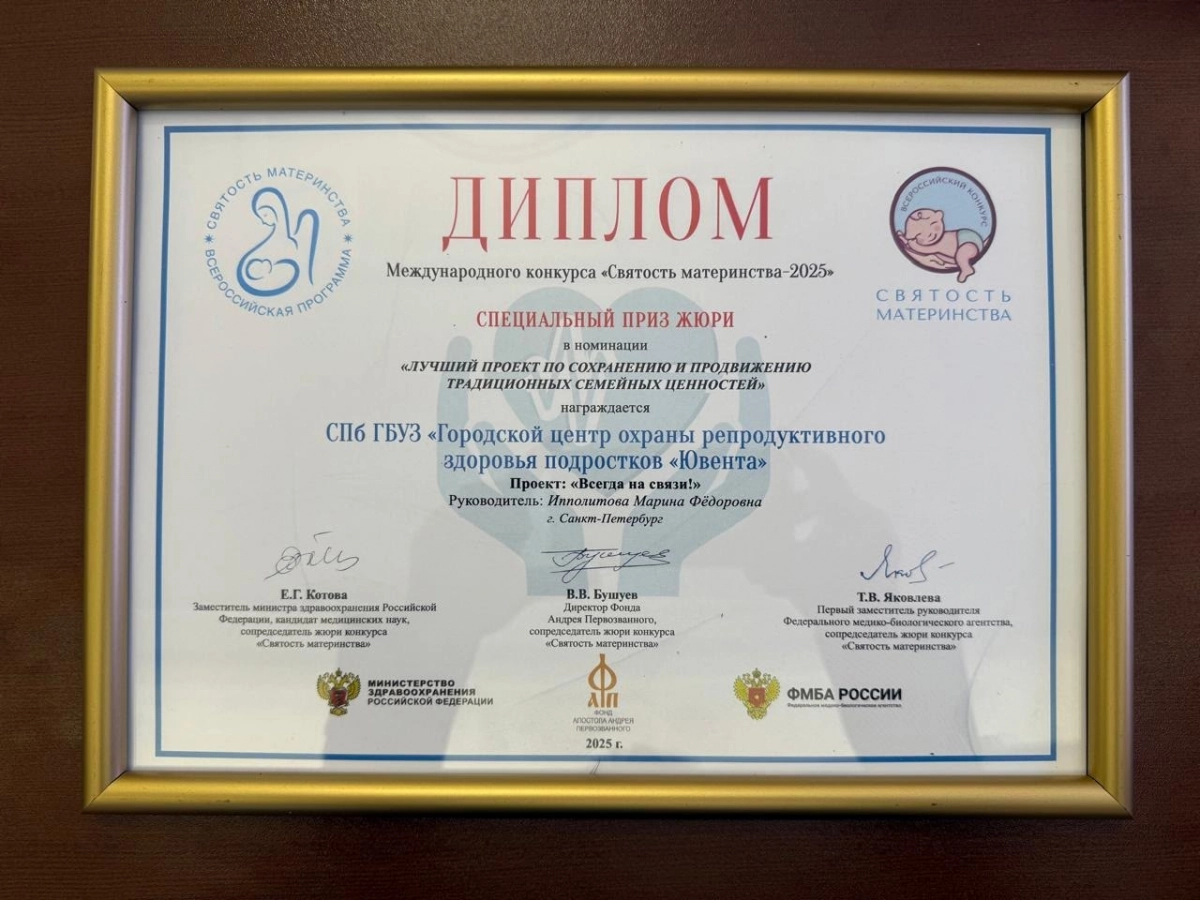 СВЯТОСТЬ МАТЕРИНСТВА
ВСЕРОССИЙСКАЯ ПРОГРАММА
ДИПЛОМ
Международного конкурса «Святость материнства-2025»
ВСЕРОССИЙСКИЙ КОНКУРС
СВЯТОСТЬ
МАТЕРИНСТВА
СПЕЦИАЛЬНЫЙ ПРИЗ ЖЮРИ
в номинации
«ЛУЧШИЙ ПРОЕКТ ПО СОХРАНЕНИЮ И ПРОДВИЖЕНИЮ
ТРАДИЦИОННЫХ СЕМЕЙНЫХ ЦЕННОСТЕЙ»
награждается
СПб ГБУЗ «Городской центр охраны репродуктивного
здоровья подростков «Ювента»
Проект: «Всегда на связи!»
Руководитель: Ипполитова Марина Фёдоровна
г. Санкт-Петербург
Е.Г. Котова
Заместитель министра здравоохранения Российской
Федерации, кандидат медицинских наук,
сопредседатель жюри конкурса
«Святость материнства»
В.В. Бушуев
Директор Фонда
Андрея Первозванного,
сопредседатель жюри конкурса
«Святость материнства»
Т.В. Яковлева
Первый заместитель руководителя
Федерального медико-биологического агентства,
сопредседатель жюри конкурса
«Святость материнства»
МИНИСТЕРСТВО
ЗДРАВООХРАНЕНИЯ
РОССИЙСКОЙ ФЕДЕРАЦИИ
ФОНД
АПОСТОЛА АНДРЕЯ
ПЕРВОЗВАННОГО
ФМБА РОССИИ
Федеральное медико-биологическое агентство
2025 г.